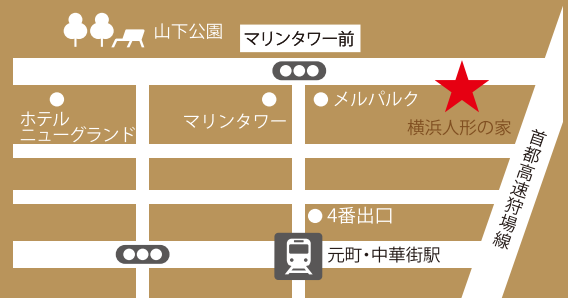 山下公園
マリンタワー前
ホテル
ニューグランド
マリンタワー
メルパルク
横浜人形の家
首都高速狩場線
4番出口
元町・中華街駅